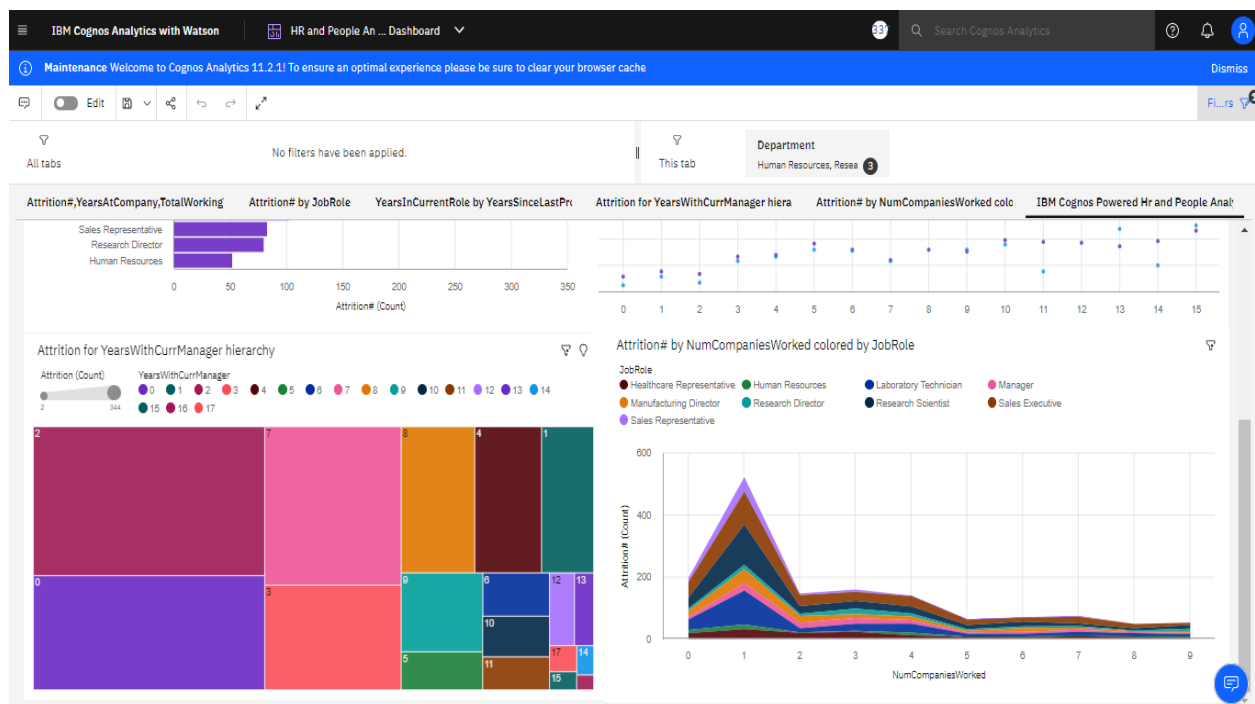 IBM Cognos Analytics with Watson
HR and People An ... Dashboard
Search Cognos Analytics
Maintenance Welcome to Cognos Analytics 11.2.1! To ensure an optimal experience please be sure to clear your browser cache
Dismiss
Edit
Fi...rs
All tabs
No filters have been applied.
This tab
Department
Human Resources, Resea 3
Attrition#,YearsAtCompany,TotalWorking
Attrition# by JobRole
YearsInCurrentRole by YearsSinceLastPr
Attrition for YearsWithCurrManager hiera
Attrition# by NumCompaniesWorked colo
IBM Cognos Powered Hr and People Anal
Sales Representative
Research Director
Human Resources
0 50 100 150 200 250 300 350
Attrition# (Count)
0 1 2 3 4 5 6 7 8 9 10 11 12 13 14 15
Attrition for YearsWithCurrManager hierarchy
Attrition (Count)
2 344
YearsWithCurrManager
0 1 2 3 4 5 6 7 8 9 10 11 12 13 14
15 16 17
2 7 8 4 1
0 3 9 6 12 13
10
5 11 17 14
15
Attrition# by NumCompaniesWorked colored by JobRole
JobRole
Healthcare Representative Human Resources Laboratory Technician Manager
Manufacturing Director Research Director Research Scientist Sales Executive
Sales Representative
Attrition# (Count)
600
400
200
0
0 1 2 3 4 5 6 7 8 9
NumCompaniesWorked